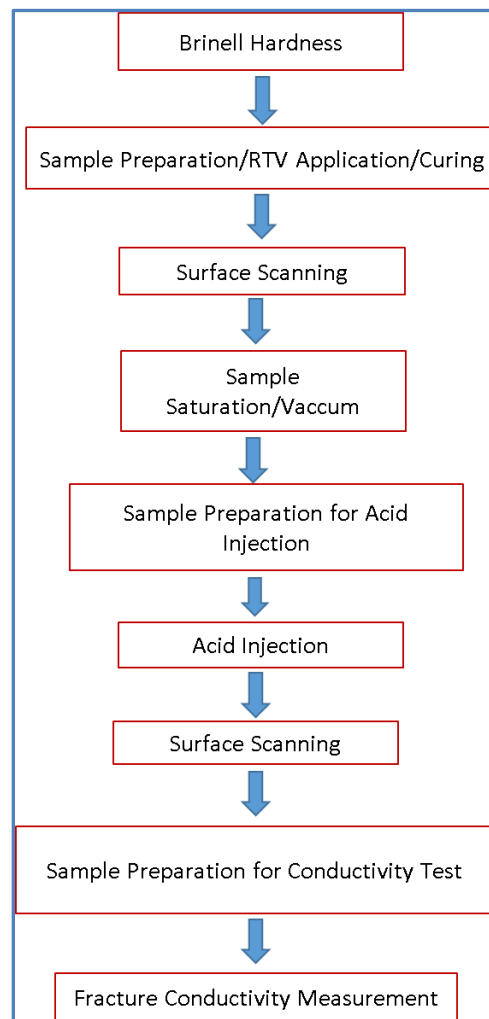 Brinell Hardness
Sample Preparation/RTV Application/Curing
Surface Scanning
Sample
Saturation/Vaccum
Sample Preparation for Acid
Injection
Acid Injection
Surface Scanning
Sample Preparation for Conductivity Test
Fracture Conductivity Measurement